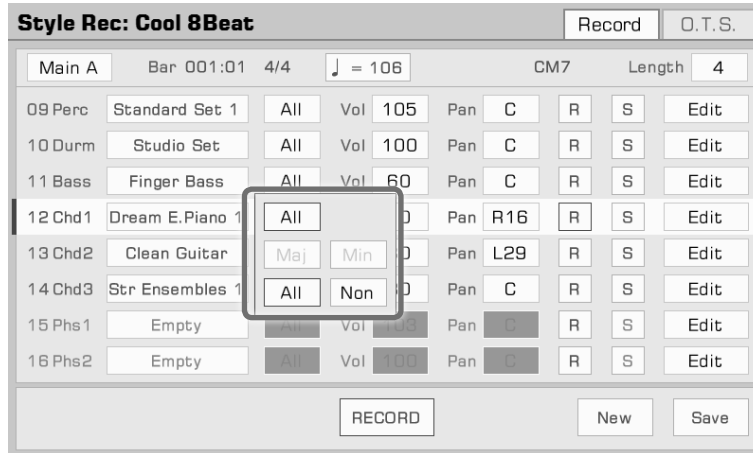 Style Rec: Cool 8Beat Record O.T.S.
Main A Bar 001:01 4/4 ♩ = 106 CM7 Length 4
09 Perc Standard Set 1 All Vol 105 Pan C R S Edit
10 Durm Studio Set All Vol 100 Pan C R S Edit
11 Bass Finger Bass All Vol 60 Pan C R S Edit
12 Chd1 Dream E.Piano 1 All Pan R16 R S Edit
13 Chd2 Clean Guitar Maj Min Pan L29 R S Edit
14 Chd3 Str Ensembles 1 All Non Pan C R S Edit
15 Phs1 Empty All Vol 103 Pan C R S Edit
16 Phs2 Empty All Vol 100 Pan C R S Edit
RECORD New Save